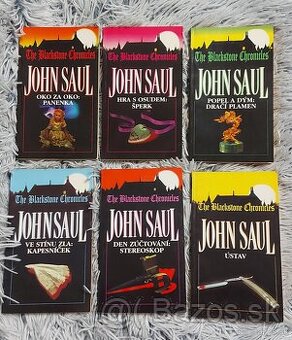 The Blackstone Chronicles
JOHN SAUL
OKO ZA OKO:
PANENKA
The Blackstone Chronicles
JOHN SAUL
HRA S OSUDEM:
ŠPERK
The Blackstone Chronicles
JOHN SAUL
POPEL A DÝM:
DRAČÍ PLAMEN
The Blackstone Chronicles
JOHN SAUL
VE STÍNU ZLA:
KAPESNÍČEK
The Blackstone Chronicles
JOHN SAUL
DEN ZÚČTOVÁNÍ:
STEREOSKOP
The Blackstone Chronicles
JOHN SAUL
ÚSTAV
Bazos.sk